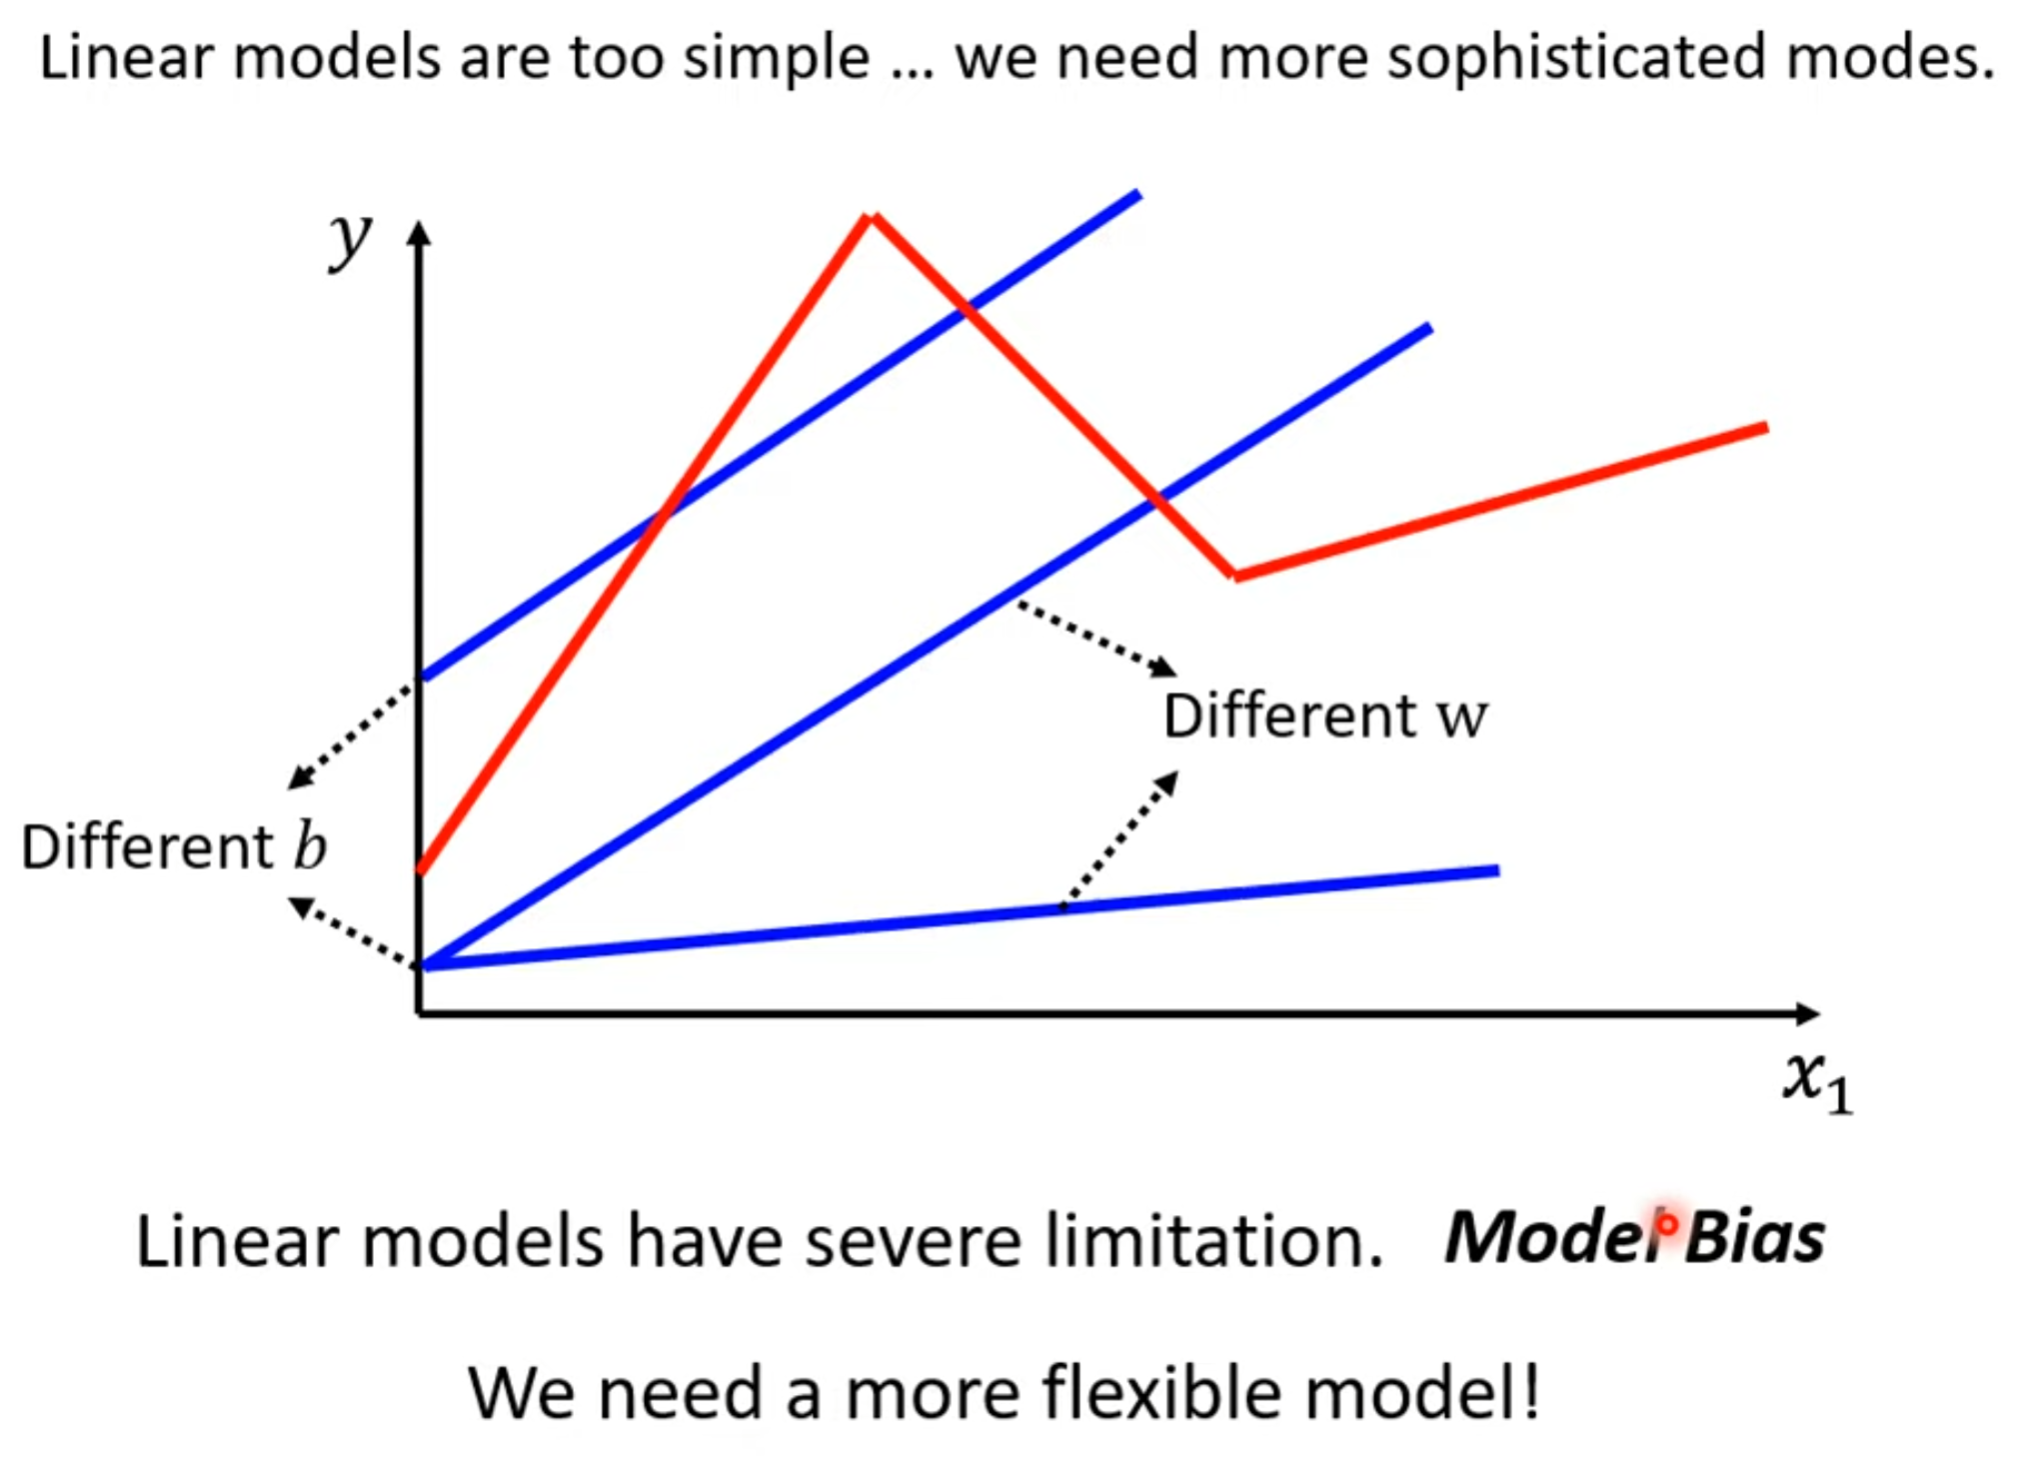 Linear models are too simple … we need more sophisticated modes.
y
Different w
Different b
x₁
Linear models have severe limitation. Model Bias
We need a more flexible model!